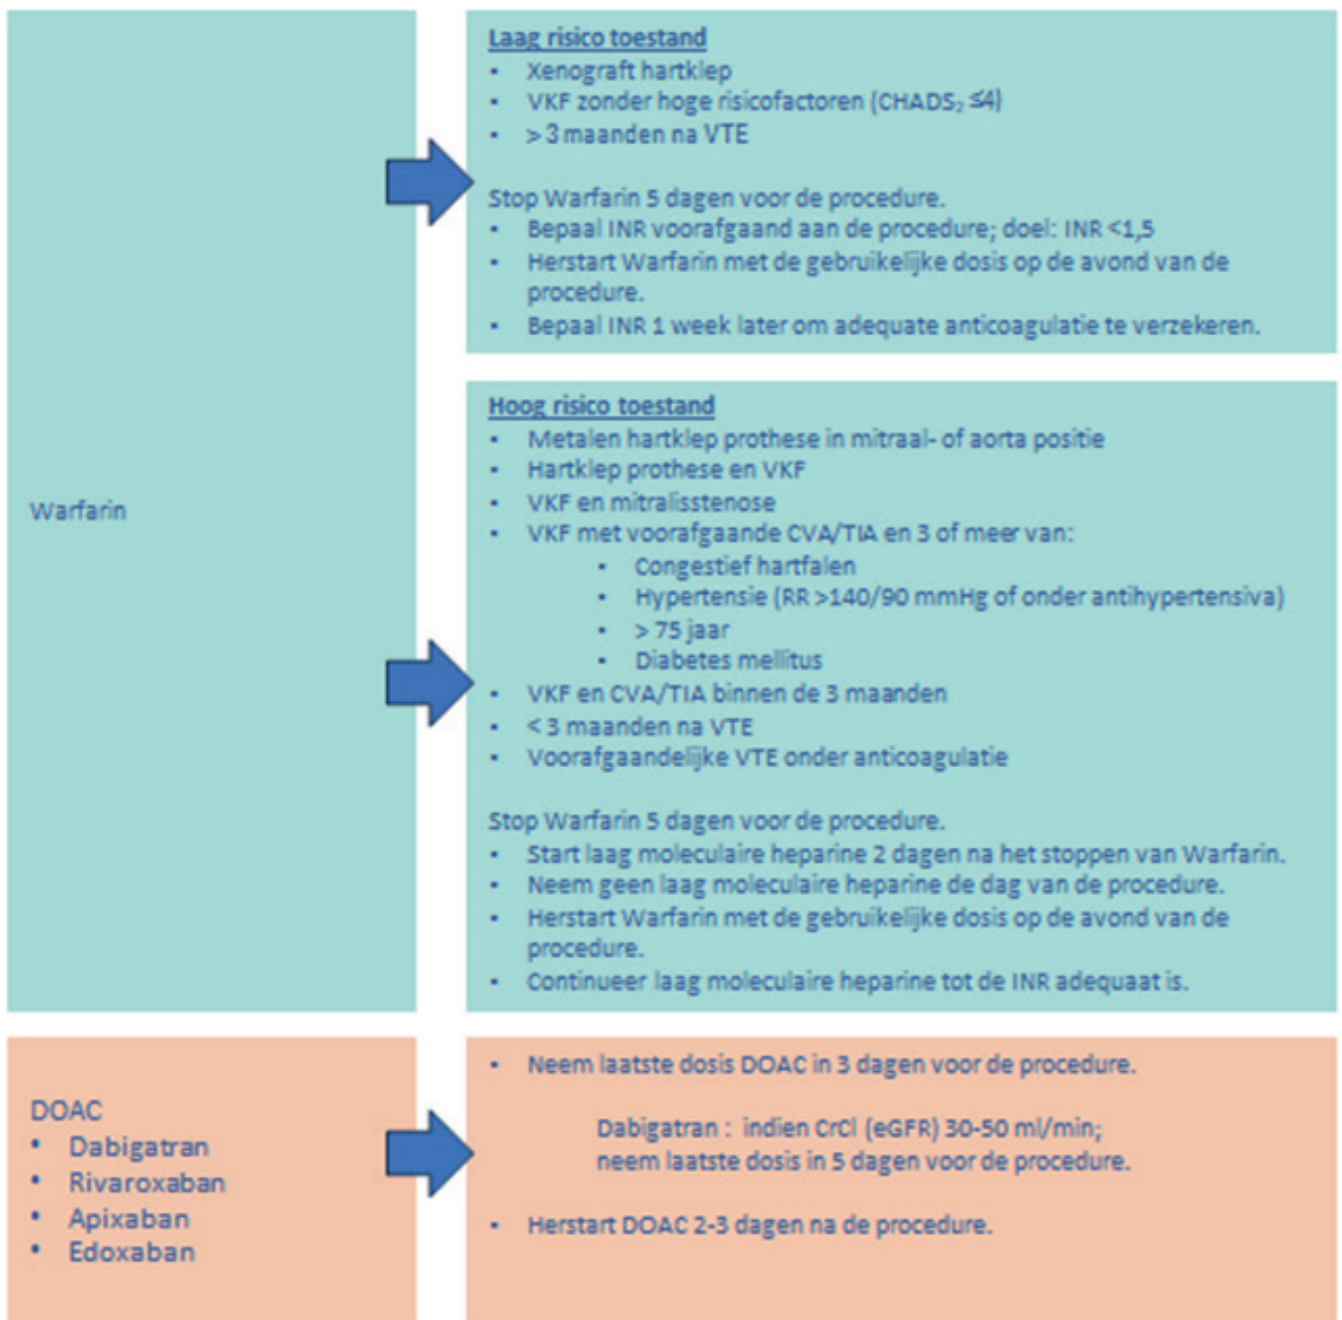 Warfarin
Laag risico toestand
• Xenograft hartklep
• VKF zonder hoge risicofactoren (CHADS₂ ≤4)
• > 3 maanden na VTE
Stop Warfarin 5 dagen voor de procedure.
• Bepaal INR voorafgaand aan de procedure; doel: INR <1,5
• Herstart Warfarin met de gebruikelijke dosis op de avond van de
procedure.
• Bepaal INR 1 week later om adequate anticoagulatie te verzekeren.
Hoog risico toestand
• Metalen hartklep prothese in mitraal- of aorta positie
• Hartklep prothese en VKF
• VKF en mitralisstenose
• VKF met voorafgaande CVA/TIA en 3 of meer van:
• Congestief hartfalen
• Hypertensie (RR >140/90 mmHg of onder antihypertensiva)
• > 75 jaar
• Diabetes mellitus
• VKF en CVA/TIA binnen de 3 maanden
• < 3 maanden na VTE
• Voorafgaandelijke VTE onder anticoagulatie
Stop Warfarin 5 dagen voor de procedure.
• Start laag moleculaire heparine 2 dagen na het stoppen van Warfarin.
• Neem geen laag moleculaire heparine de dag van de procedure.
• Herstart Warfarin met de gebruikelijke dosis op de avond van de
procedure.
• Continueer laag moleculaire heparine tot de INR adequaat is.
DOAC
• Dabigatran
• Rivaroxaban
• Apixaban
• Edoxaban
• Neem laatste dosis DOAC in 3 dagen voor de procedure.
Dabigatran : indien CrCl (eGFR) 30-50 ml/min;
neem laatste dosis in 5 dagen voor de procedure.
• Herstart DOAC 2-3 dagen na de procedure.